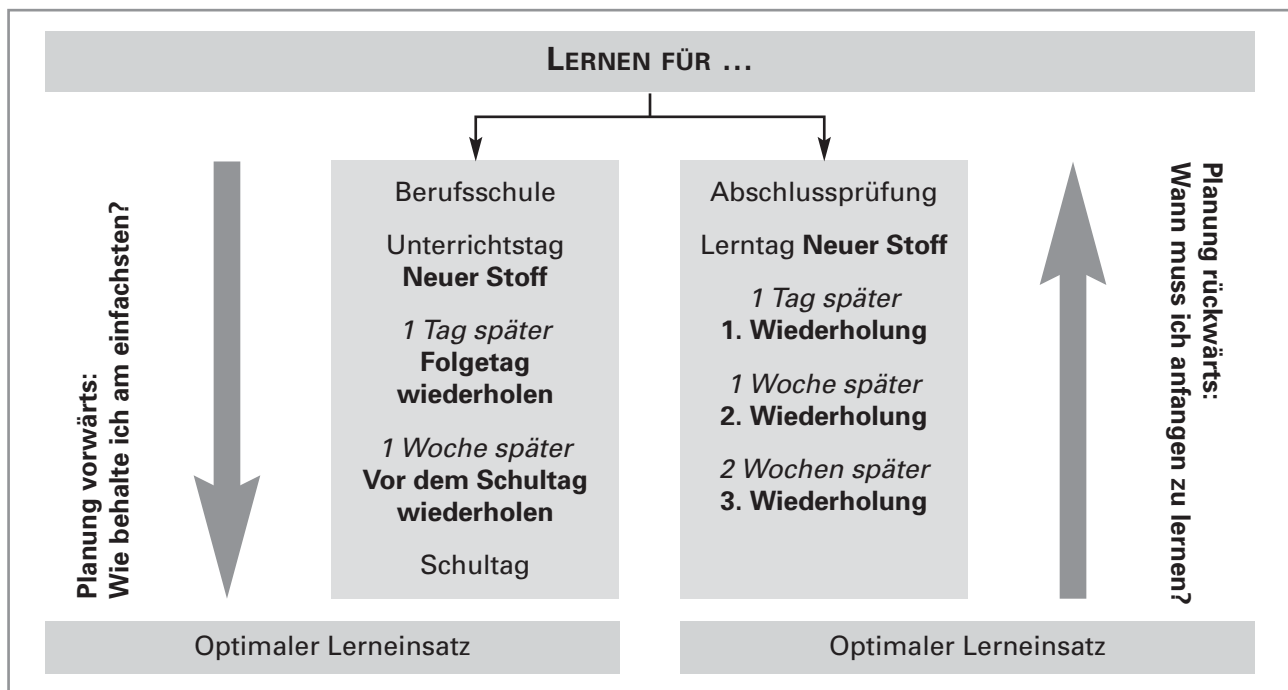 LERNEN FÜR …
Planung vorwärts:
Wie behalte ich am einfachsten?
Berufsschule
Unterrichtstag
Neuer Stoff
1 Tag später
Folgetag
wiederholen
1 Woche später
Vor dem Schultag
wiederholen
Schultag
Optimaler Lerneinsatz
Abschlussprüfung
Lerntag Neuer Stoff
1 Tag später
1. Wiederholung
1 Woche später
2. Wiederholung
2 Wochen später
3. Wiederholung
Optimaler Lerneinsatz
Planung rückwärts:
Wann muss ich anfangen zu lernen?